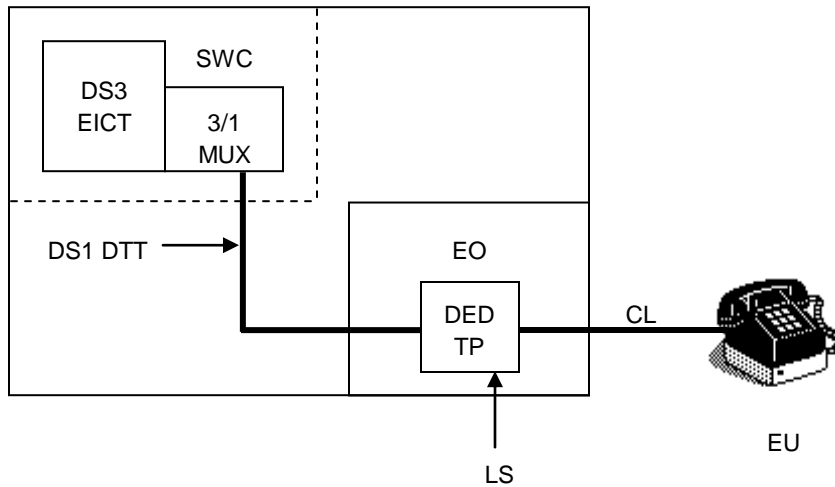 SWC
DS3
EICT
3/1
MUX
DS1 DTT
EO
DED
TP
CL
EU
LS